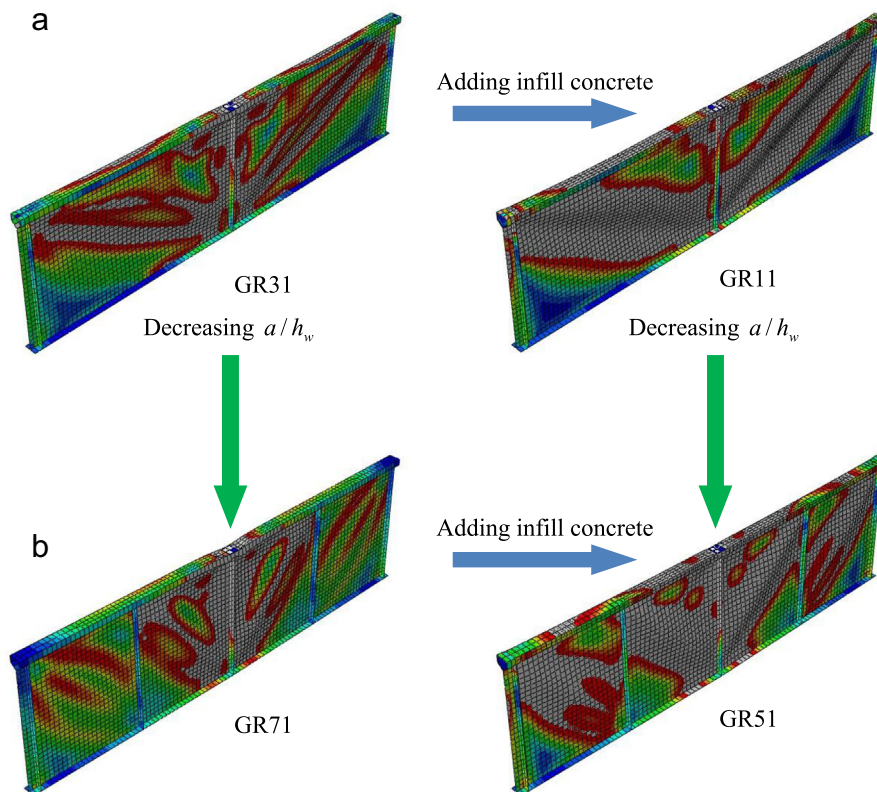 a
Adding infill concrete
GR31
GR11
Decreasing a / h_w
Decreasing a / h_w
b
Adding infill concrete
GR71
GR51